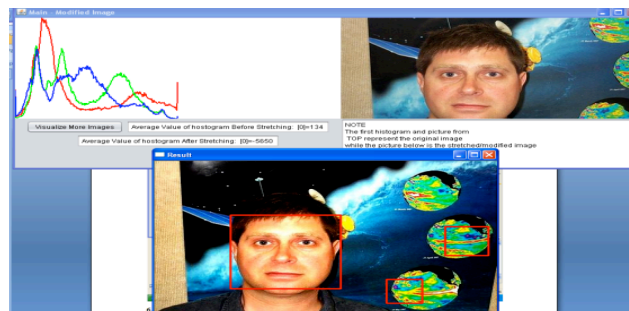 Main - Modified Image
Visualize More Images
Average Value of hostogram Before Stretching: [0]=134
Average Value of hostogram After Stretching: [0]=-5650
NOTE
The first histogram and picture from
TOP represent the original image
while the picture below is the stretched/modified image
Result